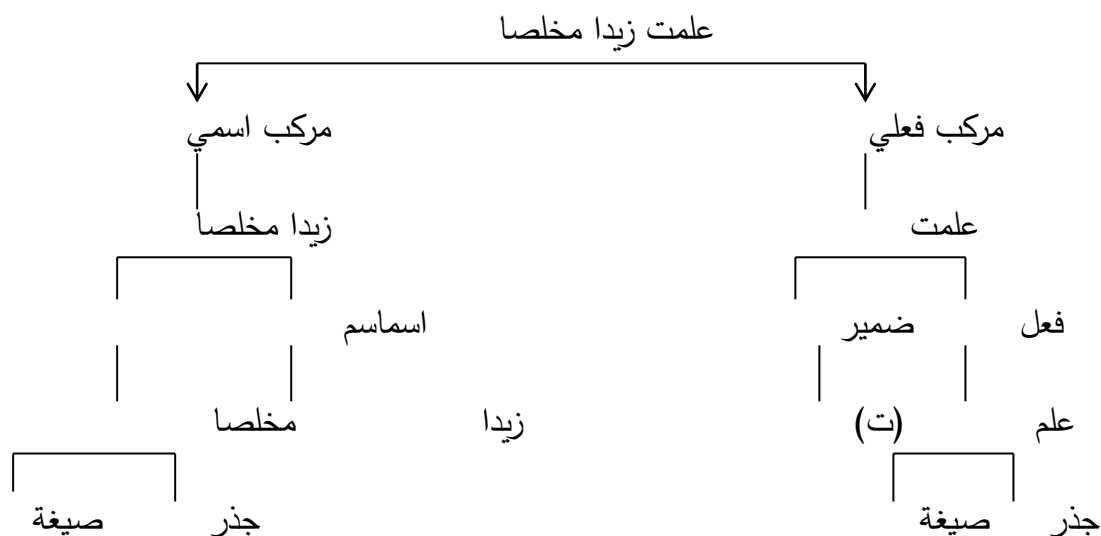 علمت زيدا مخلصا
مركب فعلي مركب اسمي
علمت زيدا مخلصا
فعل ضمير اسماسم
علم (ت) زيدا مخلصا
جذر صيغة جذر صيغة